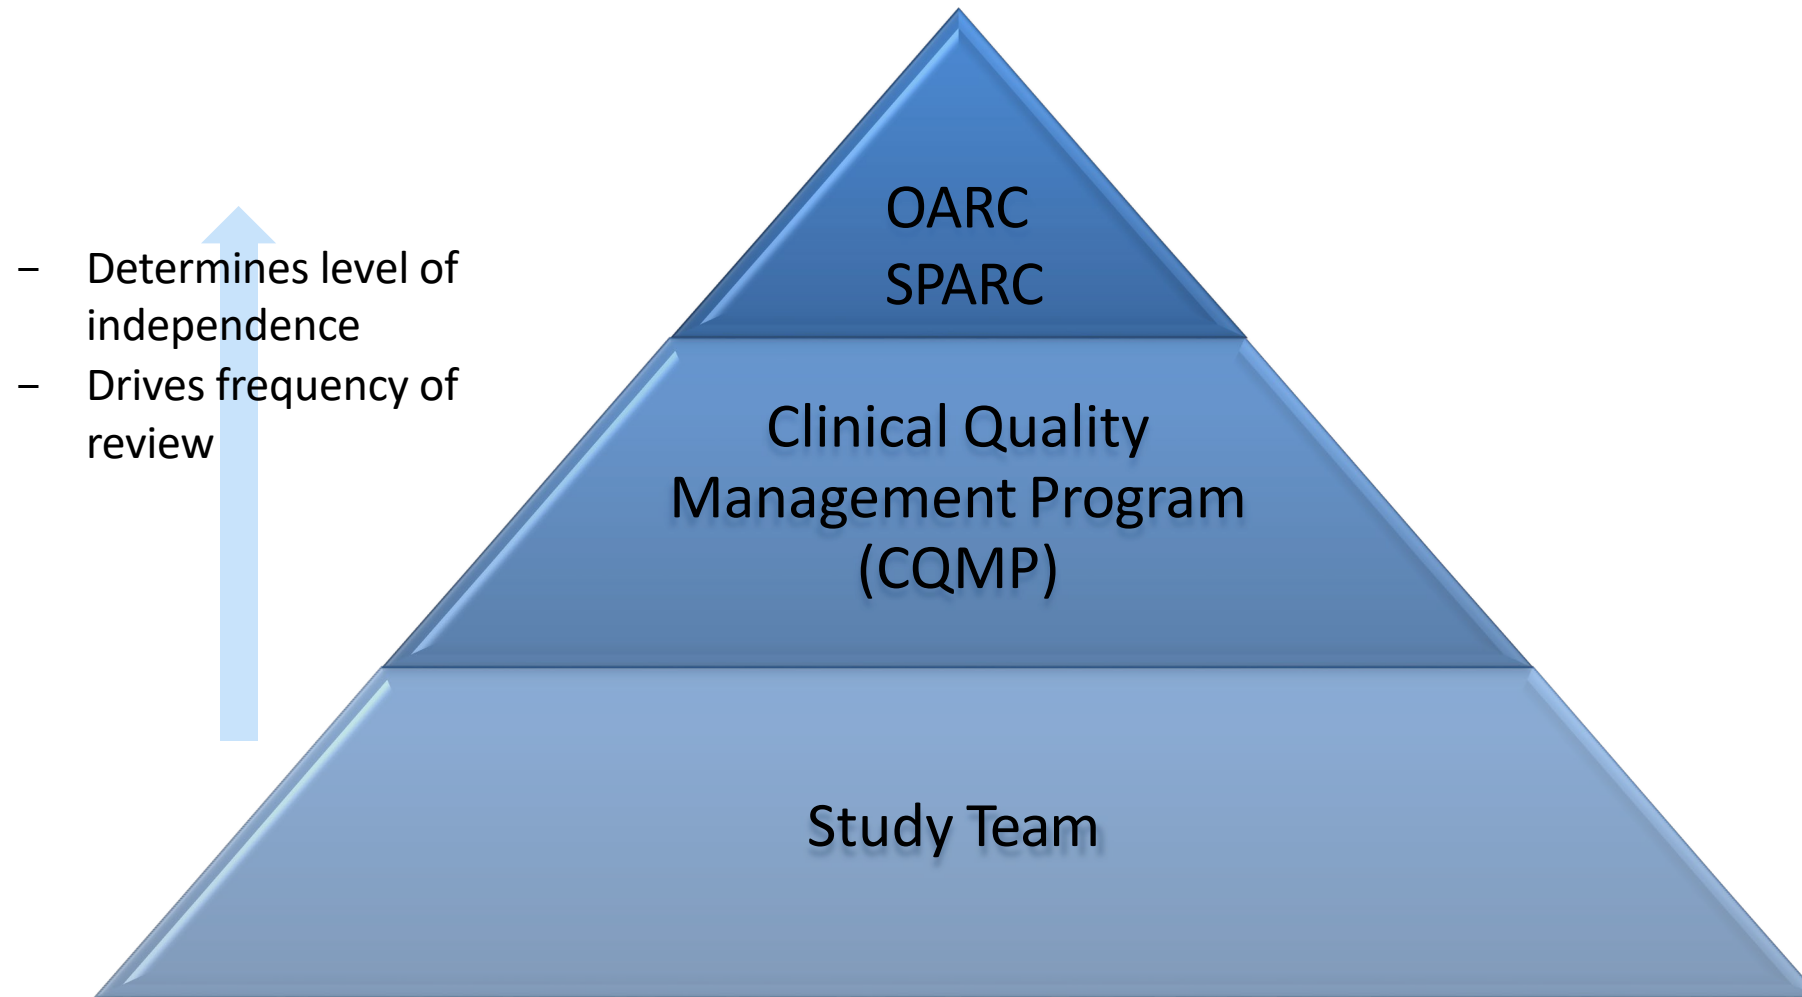 – Determines level of
independence
– Drives frequency of
review
OARC
SPARC
Clinical Quality
Management Program
(CQMP)
Study Team